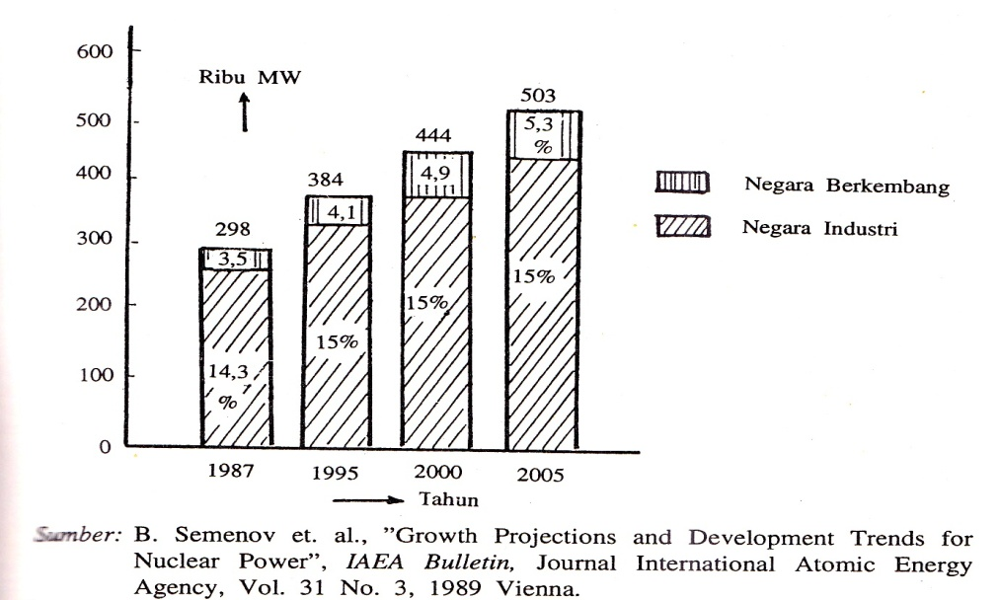 600
Ribu MW
500
400
300
200
100
0
298
3,5
14,3
%
384
4,1
15%
444
4,9
15%
503
5,3
%
15%
1987 1995 2000 2005
Tahun
Negara Berkembang
Negara Industri
Sumber: B. Semenov et. al., ”Growth Projections and Development Trends for
Nuclear Power”, IAEA Bulletin, Journal International Atomic Energy
Agency, Vol. 31 No. 3, 1989 Vienna.